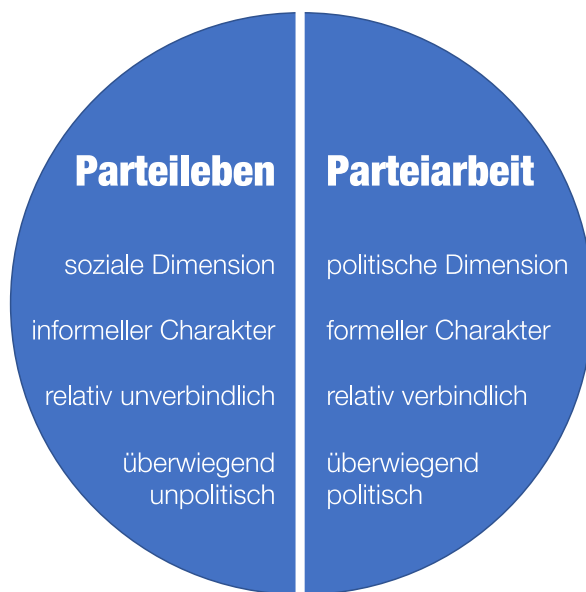 Parteileben
soziale Dimension
informeller Charakter
relativ unverbindlich
überwiegend
unpolitisch
Parteiarbeit
politische Dimension
formeller Charakter
relativ verbindlich
überwiegend
politisch